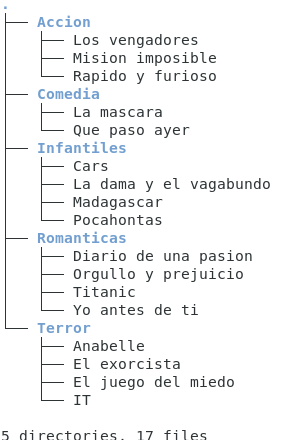 .
├── Accion
│   ├── Los vengadores
│   ├── Mision imposible
│   └── Rapido y furioso
├── Comedia
│   ├── La mascara
│   └── Que paso ayer
├── Infantiles
│   ├── Cars
│   ├── La dama y el vagabundo
│   ├── Madagascar
│   └── Pocahontas
├── Romanticas
│   ├── Diario de una pasion
│   ├── Orgullo y prejuicio
│   ├── Titanic
│   └── Yo antes de ti
└── Terror
    ├── Anabelle
    ├── El exorcista
    ├── El juego del miedo
    └── IT

5 directories, 17 files